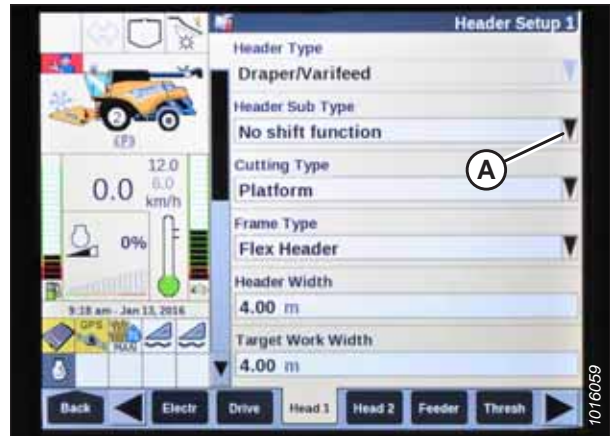 Header Setup 1
Header Type
Draper/Varifeed
Header Sub Type
No shift function
Cutting Type
Platform
Frame Type
Flex Header
Header Width
4.00 m
Target Work Width
4.00 m
A
2
(F)
12.0
6.0
0.0 km/h
0%
9:18 am - Jan 13, 2016
GPS
MAN
Back
Electr
Drive
Head 1
Head 2
Feeder
Thresh
1016059